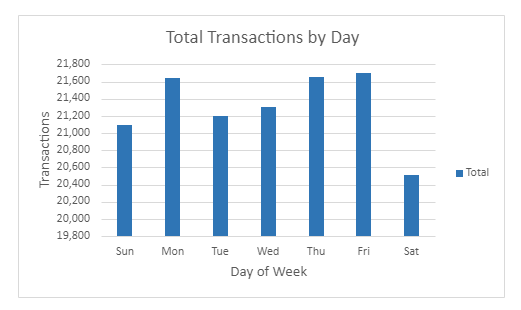 Total Transactions by Day
21,800
21,600
21,400
21,200
21,000
20,800
20,600
20,400
20,200
20,000
19,800
Transactions
Sun Mon Tue Wed Thu Fri Sat
Day of Week
Total